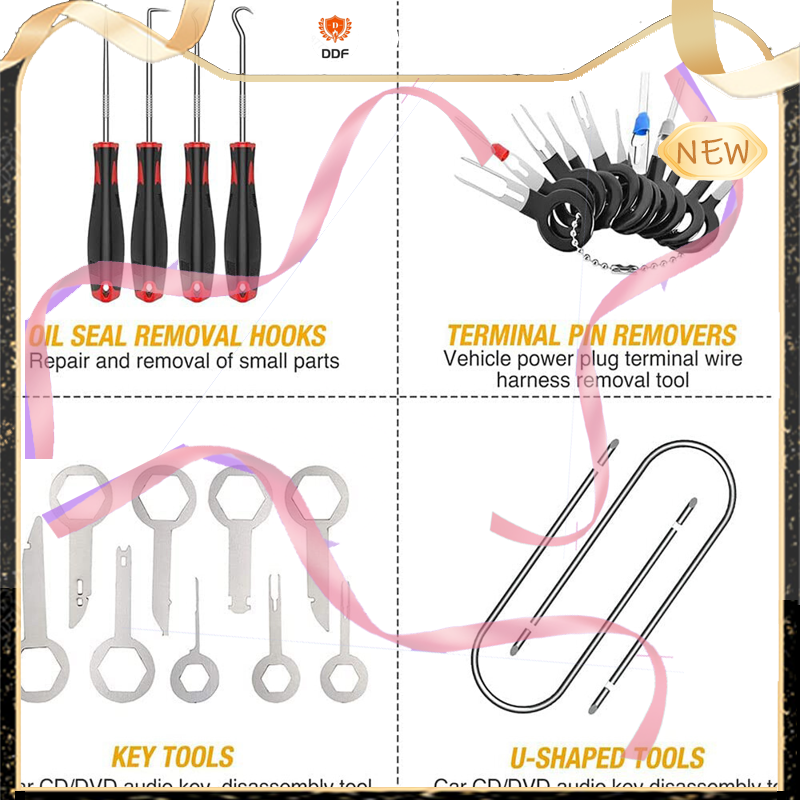 DDF
NEW
OIL SEAL REMOVAL HOOKS
Repair and removal of small parts
TERMINAL PIN REMOVERS
Vehicle power plug terminal wire
harness removal tool
KEY TOOLS
CD/DVD audio key disassembly tool
U-SHAPED TOOLS
Car CD/DVD audio key disassembly